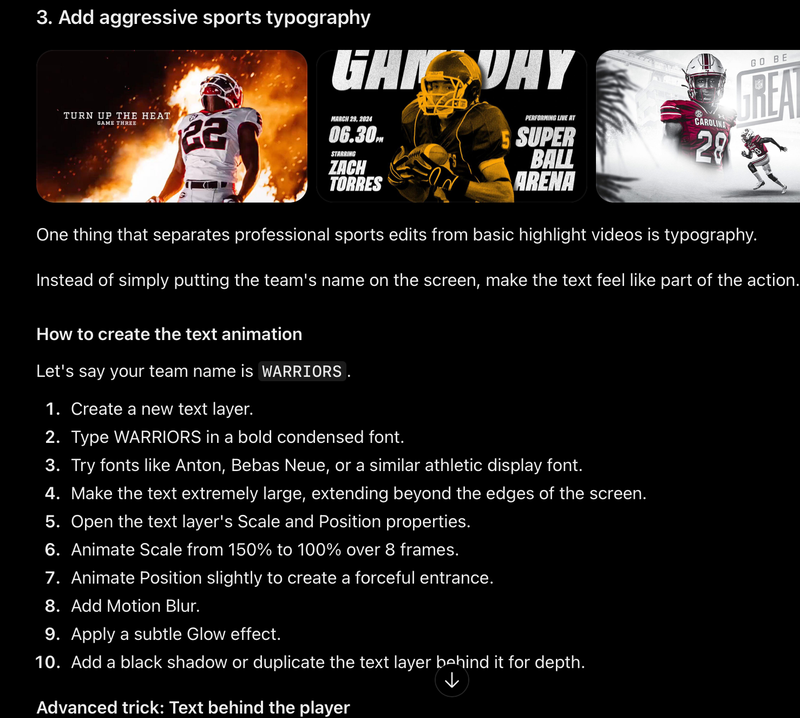 3. Add aggressive sports typography
TURN UP THE HEAT
GAME THREE
22
GAMEDAY
MARCH 29, 2024
06.30PM
STARRING
ZACH
TORRES
5
PERFORMING LIVE AT
SUPER
BALL
ARENA
GO BE
GREAT
CAROLINA
28
One thing that separates professional sports edits from basic highlight videos is typography.
Instead of simply putting the team's name on the screen, make the text feel like part of the action.
How to create the text animation
Let's say your team name is WARRIORS.
1. Create a new text layer.
2. Type WARRIORS in a bold condensed font.
3. Try fonts like Anton, Bebas Neue, or a similar athletic display font.
4. Make the text extremely large, extending beyond the edges of the screen.
5. Open the text layer's Scale and Position properties.
6. Animate Scale from 150% to 100% over 8 frames.
7. Animate Position slightly to create a forceful entrance.
8. Add Motion Blur.
9. Apply a subtle Glow effect.
10. Add a black shadow or duplicate the text layer behind it for depth.
Advanced trick: Text behind the player